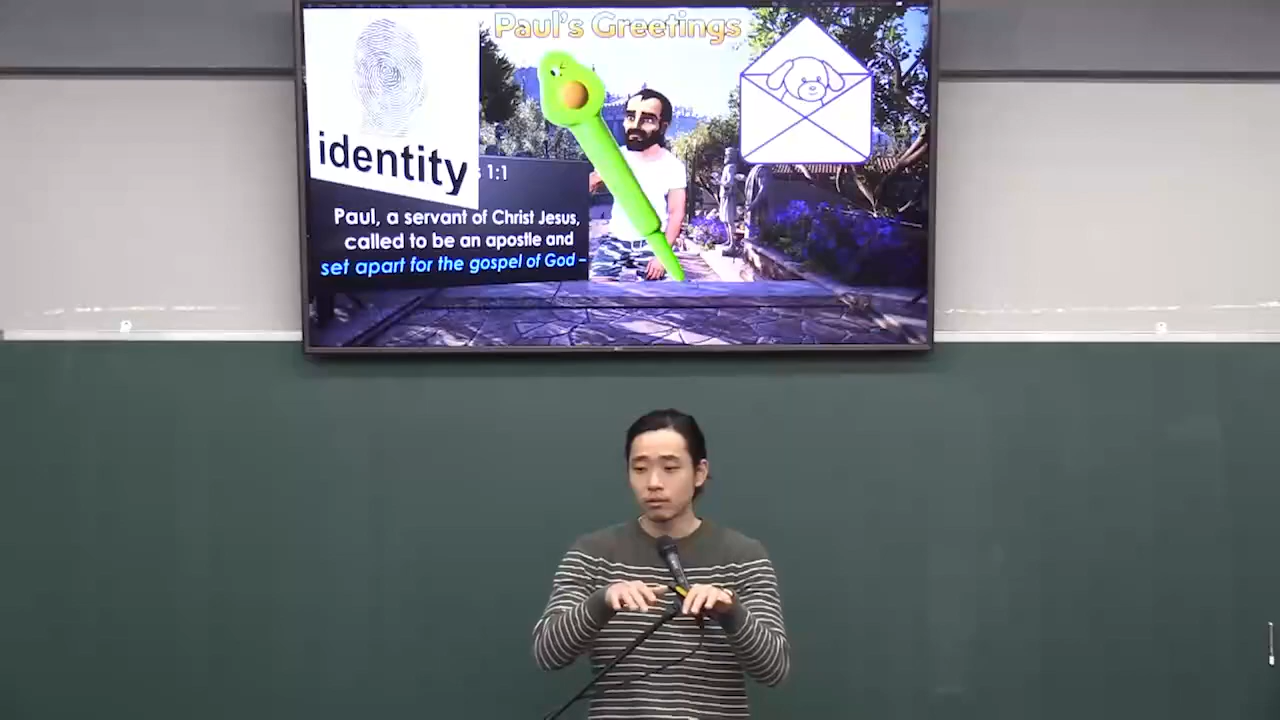 Paul's Greetings
identity
1:1
Paul, a servant of Christ Jesus,
called to be an apostle and
set apart for the gospel of God –